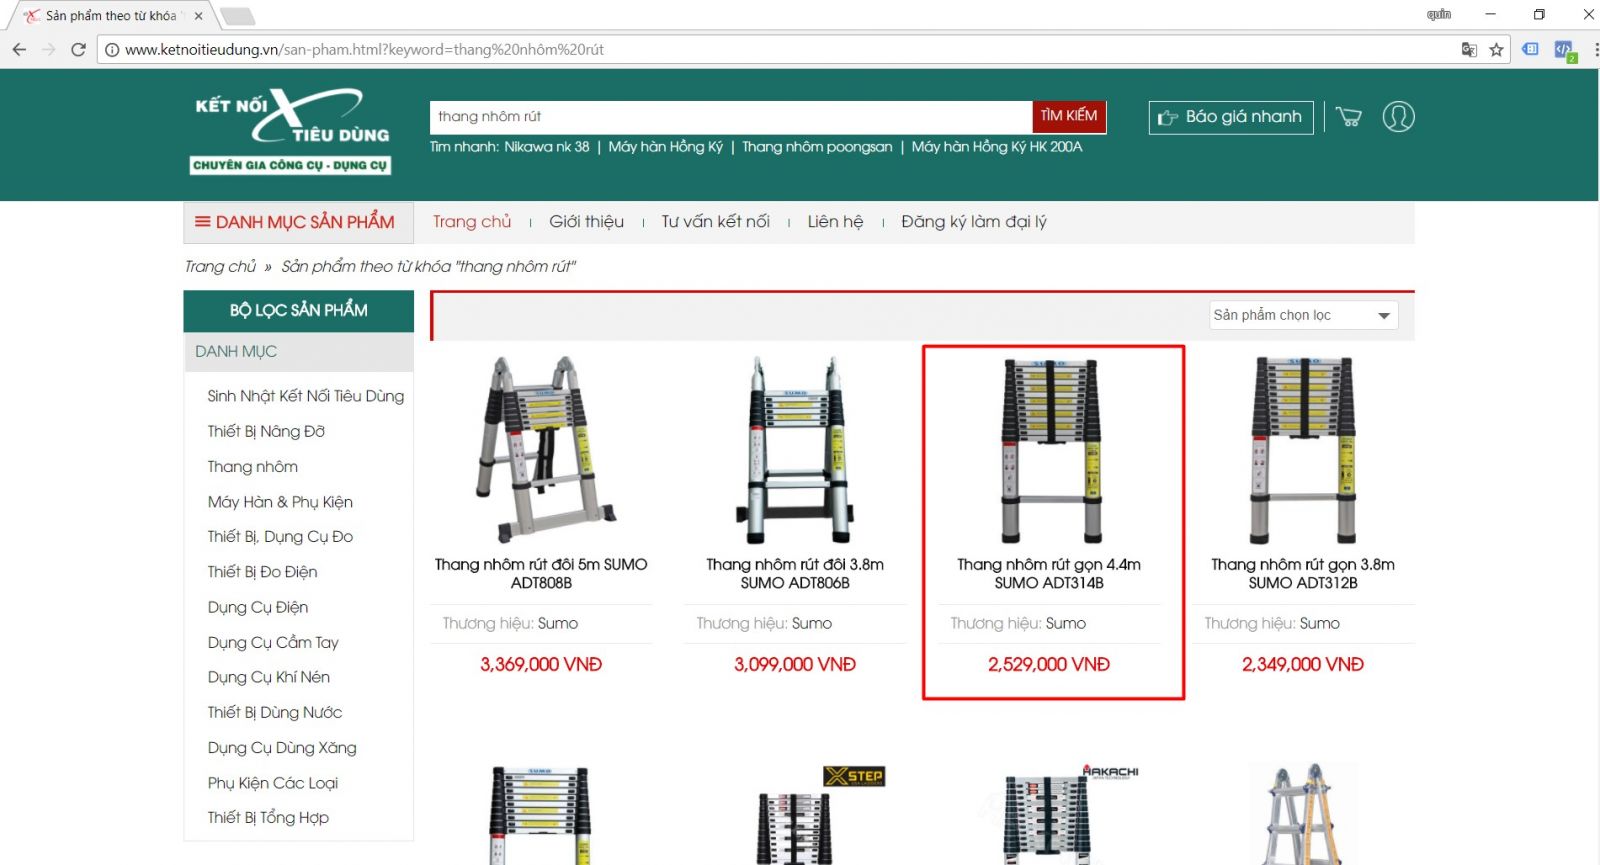 Sản phẩm theo từ khóa
quin
www.ketnoitieudung.vn/san-pham.html?keyword=thang%20nhôm%20rút
2
KẾT NỐI
TIÊU DÙNG
CHUYÊN GIA CÔNG CỤ - DỤNG CỤ
thang nhôm rút
TÌM KIẾM
Báo giá nhanh
Tìm nhanh: Nikawa nk 38 | Máy hàn Hồng Ký | Thang nhôm poongsan | Máy hàn Hồng Ký HK 200A
DANH MỤC SẢN PHẨM
Trang chủ
Giới thiệu
Tư vấn kết nối
Liên hệ
Đăng ký làm đại lý
Trang chủ » Sản phẩm theo từ khóa "thang nhôm rút"
BỘ LỌC SẢN PHẨM
DANH MỤC
Sinh Nhật Kết Nối Tiêu Dùng
Thiết Bị Nâng Đỡ
Thang nhôm
Máy Hàn & Phụ Kiện
Thiết Bị, Dụng Cụ Đo
Thiết Bị Đo Điện
Dụng Cụ Điện
Dụng Cụ Cầm Tay
Dụng Cụ Khí Nén
Thiết Bị Dùng Nước
Dụng Cụ Dùng Xăng
Phụ Kiện Các Loại
Thiết Bị Tổng Hợp
Sản phẩm chọn lọc
SUMO
Thang nhôm rút đôi 5m SUMO
ADT808B
Thương hiệu: Sumo
3,369,000 VNĐ
SUMO
Thang nhôm rút đôi 3.8m
SUMO ADT806B
Thương hiệu: Sumo
3,099,000 VNĐ
SUMO
Thang nhôm rút gọn 4.4m
SUMO ADT314B
Thương hiệu: Sumo
2,529,000 VNĐ
SUMO
Thang nhôm rút gọn 3.8m
SUMO ADT312B
Thương hiệu: Sumo
2,349,000 VNĐ
SUMO
XSTEP
HAKACHI